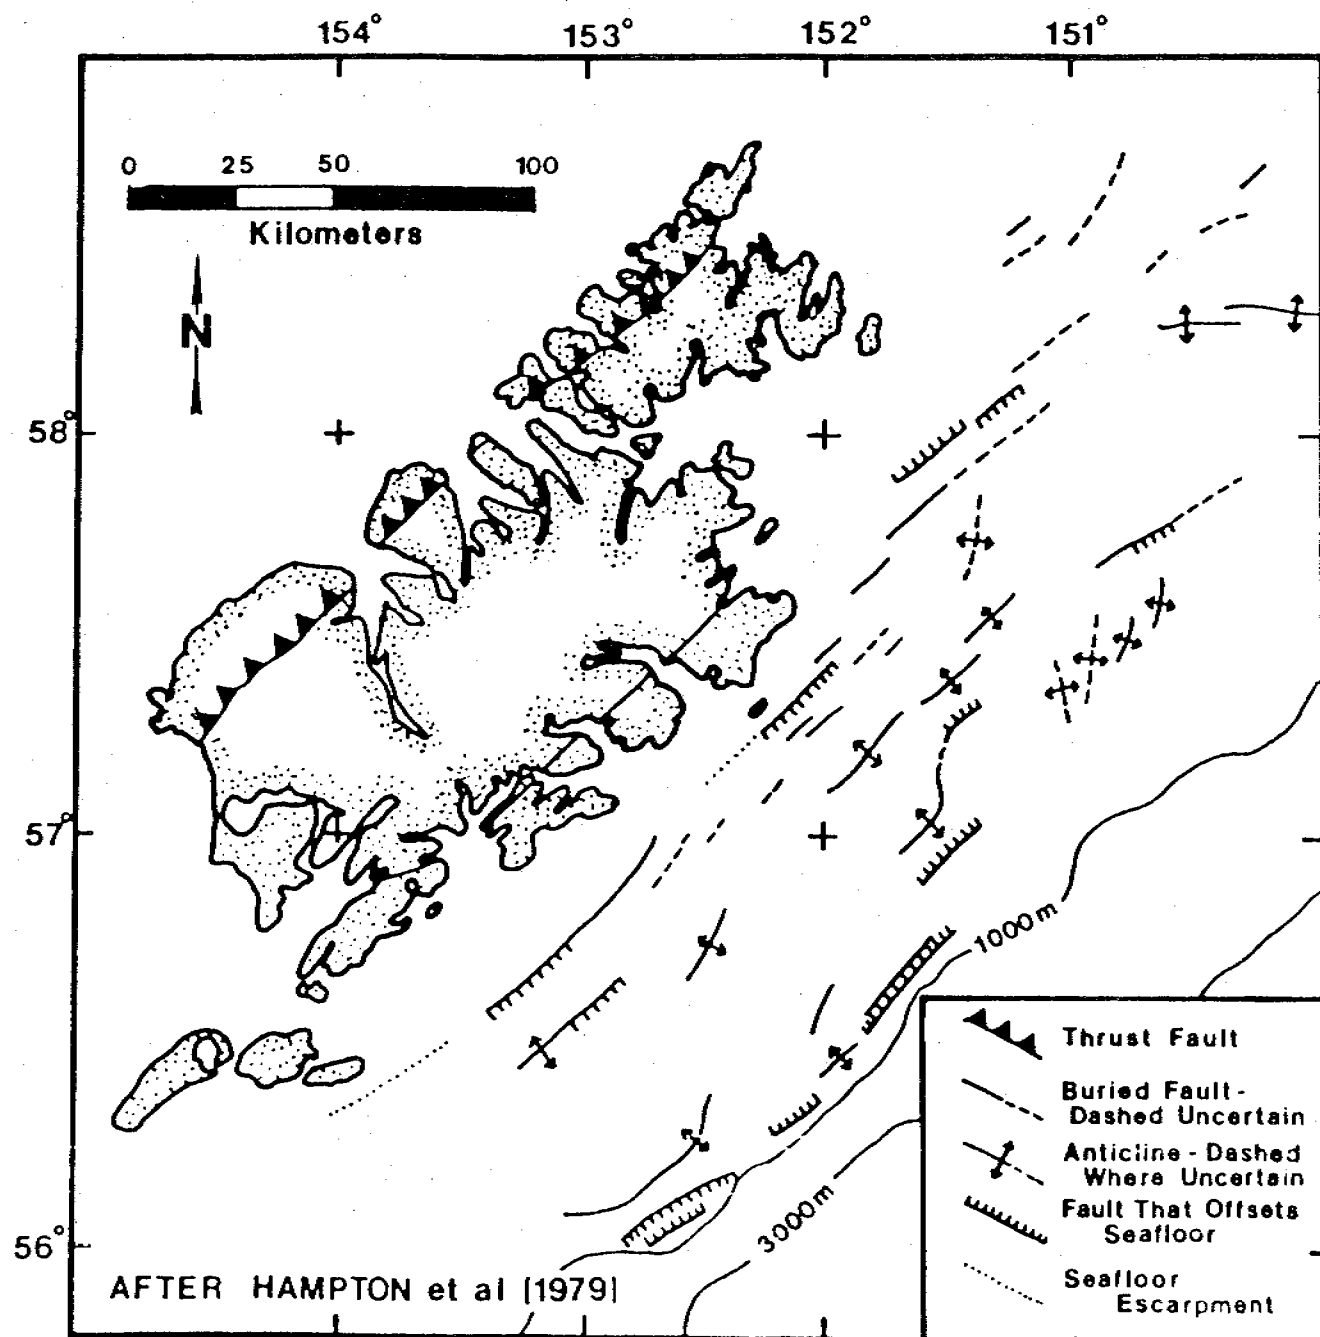 154° 153° 152° 151°
0 25 50 100
Kilometers
N
58°
57°
1000m
Thrust Fault
Buried Fault-
Dashed Uncertain
Anticline - Dashed
Where Uncertain
Fault That Offsets
Seafloor
3000m
56°
Seafloor
Escarpment
AFTER HAMPTON et al [1979]